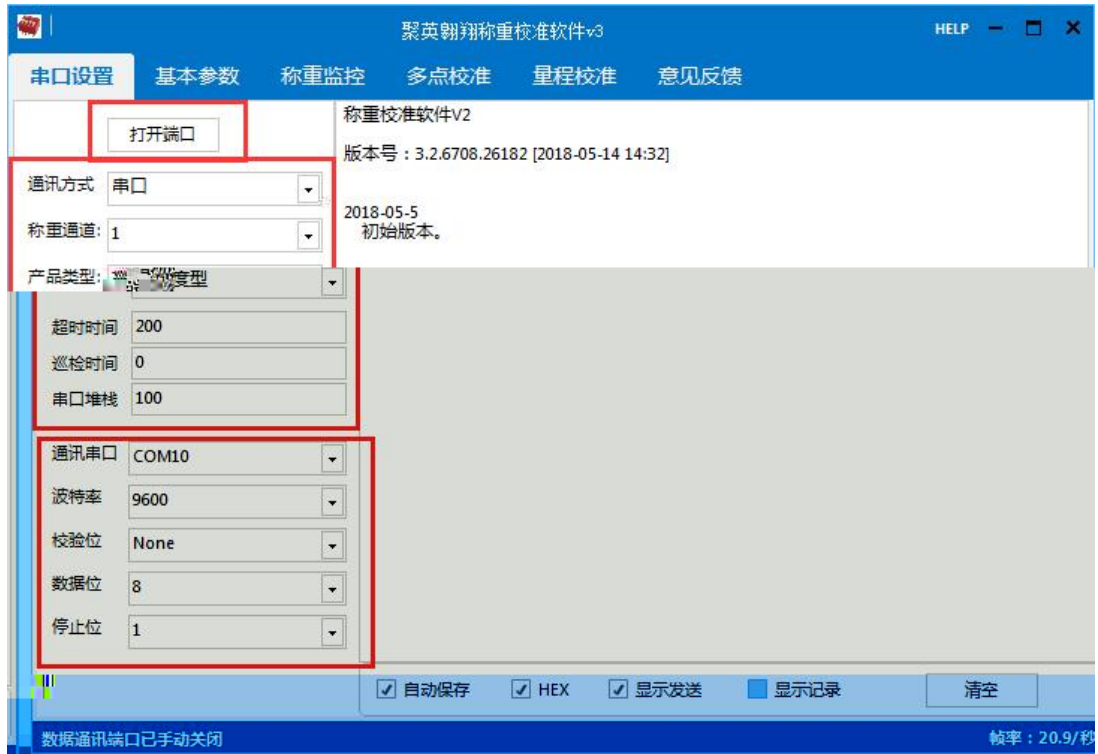 聚英翱翔称重校准软件v3
HELP
串口设置 基本参数 称重监控 多点校准 量程校准 意见反馈
打开端口
称重校准软件V2
版本号：3.2.6708.26182 [2018-05-14 14:32]
通讯方式 串口
2018-05-5
初始版本。
称重通道: 1
产品类型: 度型
超时时间 200
巡检时间 0
串口堆栈 100
通讯串口 COM10
波特率 9600
校验位 None
数据位 8
停止位 1
自动保存 HEX 显示发送 显示记录 清空
数据通讯端口已手动关闭 帧率：20.9/秒